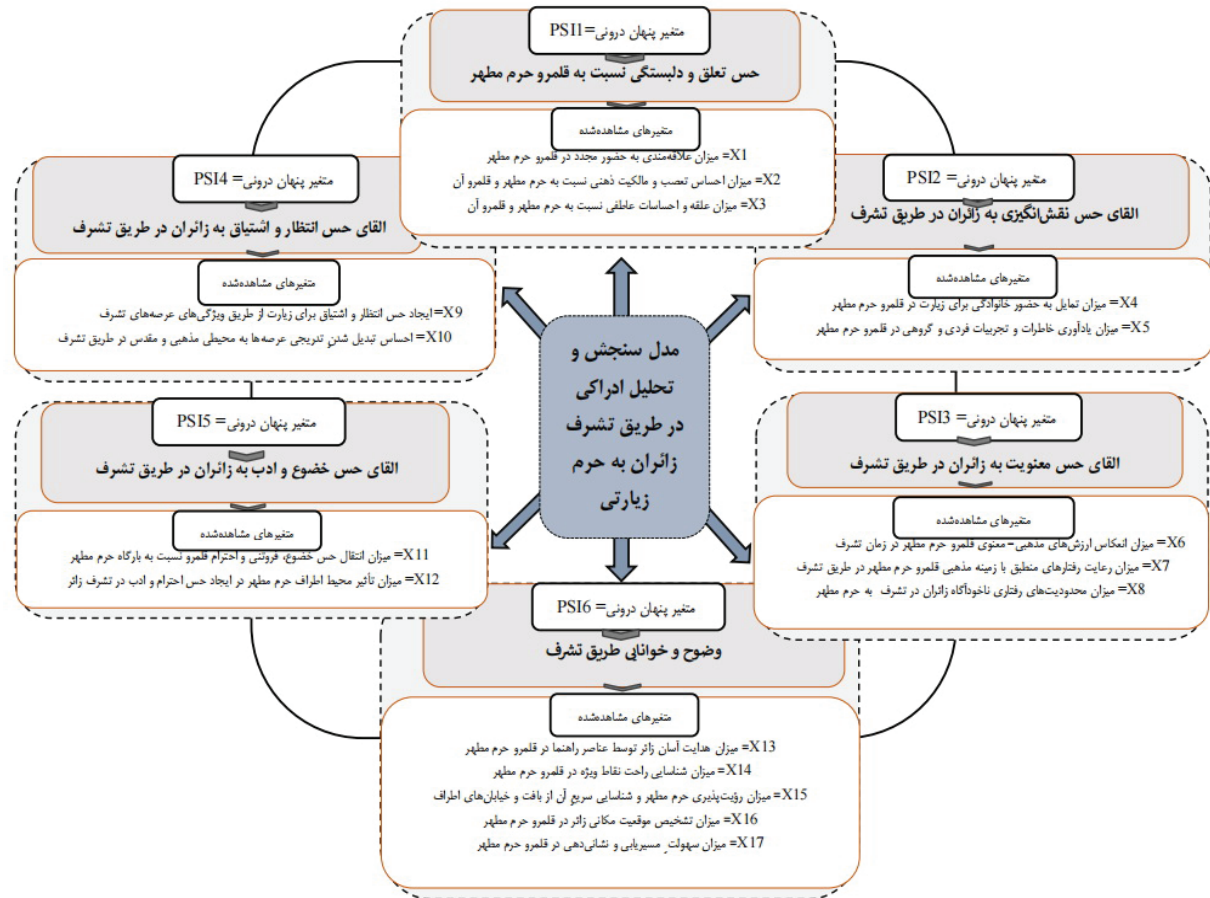 متغیر پنهان درونی= PSI1
حس تعلق و دلبستگی نسبت به قلمرو حرم مطهر
متغیرهای مشاهده‌شده
X1= میزان علاقه‌مندی به حضور مجدد در قلمرو حرم مطهر
X2= میزان احساس تعصب و مالکیت ذهنی نسبت به حرم مطهر و قلمرو آن
X3= میزان علقه و احساسات عاطفی نسبت به حرم مطهر و قلمرو آن
متغیر پنهان درونی= PSI2
القای حس نقش‌انگیزی به زائران در طریق تشرف
متغیرهای مشاهده‌شده
X4= میزان تمایل به حضور خانوادگی برای زیارت در قلمرو حرم مطهر
X5= میزان یادآوری خاطرات و تجربیات فردی و گروهی در قلمرو حرم مطهر
متغیر پنهان درونی= PSI3
القای حس معنویت به زائران در طریق تشرف
متغیرهای مشاهده‌شده
X6= میزان انعکاس ارزش‌های مذهبی- معنوی قلمرو حرم مطهر در زمان تشرف
X7= میزان رعایت رفتارهای منطبق با زمینه مذهبی قلمرو حرم مطهر در طریق تشرف
X8= میزان محدودیت‌های رفتاری ناخودآگاه زائران در تشرف به حرم مطهر
متغیر پنهان درونی= PSI4
القای حس انتظار و اشتیاق به زائران در طریق تشرف
متغیرهای مشاهده‌شده
X9= ایجاد حس انتظار و اشتیاق برای زیارت از طریق ویژگی‌های عرصه‌های تشرف
X10= احساس تبدیل شدنِ تدریجی عرصه‌ها به محیطی مذهبی و مقدس در طریق تشرف
متغیر پنهان درونی= PSI5
القای حس خضوع و ادب به زائران در طریق تشرف
متغیرهای مشاهده‌شده
X11= میزان انتقال حس خضوع، فروتنی و احترام قلمرو نسبت به بارگاه حرم مطهر
X12= میزان تأثیر محیط اطراف حرم مطهر در ایجاد حس احترام و ادب در تشرف زائر
متغیر پنهان درونی= PSI6
وضوح و خوانایی طریق تشرف
متغیرهای مشاهده‌شده
X13= میزان هدایت آسان زائر توسط عناصر راهنما در قلمرو حرم مطهر
X14= میزان شناسایی راحت نقاط ویژه در قلمرو حرم مطهر
X15= میزان رؤیت‌پذیری حرم مطهر و شناسایی سریعِ آن از بافت و خیابان‌های اطراف
X16= میزان تشخیص موقعیت مکانی زائر در قلمرو حرم مطهر
X17= میزان سهولتِ مسیریابی و نشانی‌دهی در قلمرو حرم مطهر
مدل سنجش و
تحلیل ادراکی
در طریق تشرف
زائران به حرم
زیارتی